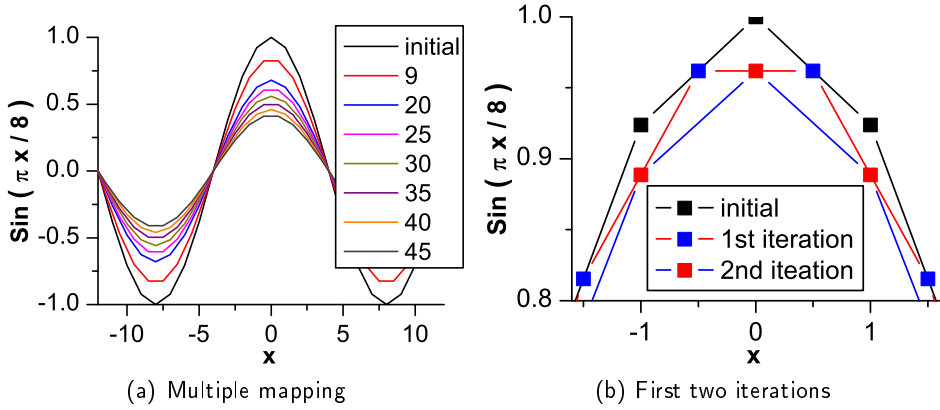 1.0
0.5
0.0
-0.5
-1.0
Sin ( π x / 8 )
-10
-5
0
5
10
x
initial
9
20
25
30
35
40
45
(a) Multiple mapping
1.0
0.9
0.8
Sin ( π x / 8 )
-1
0
1
x
initial
1st iteration
2nd iteation
(b) First two iterations